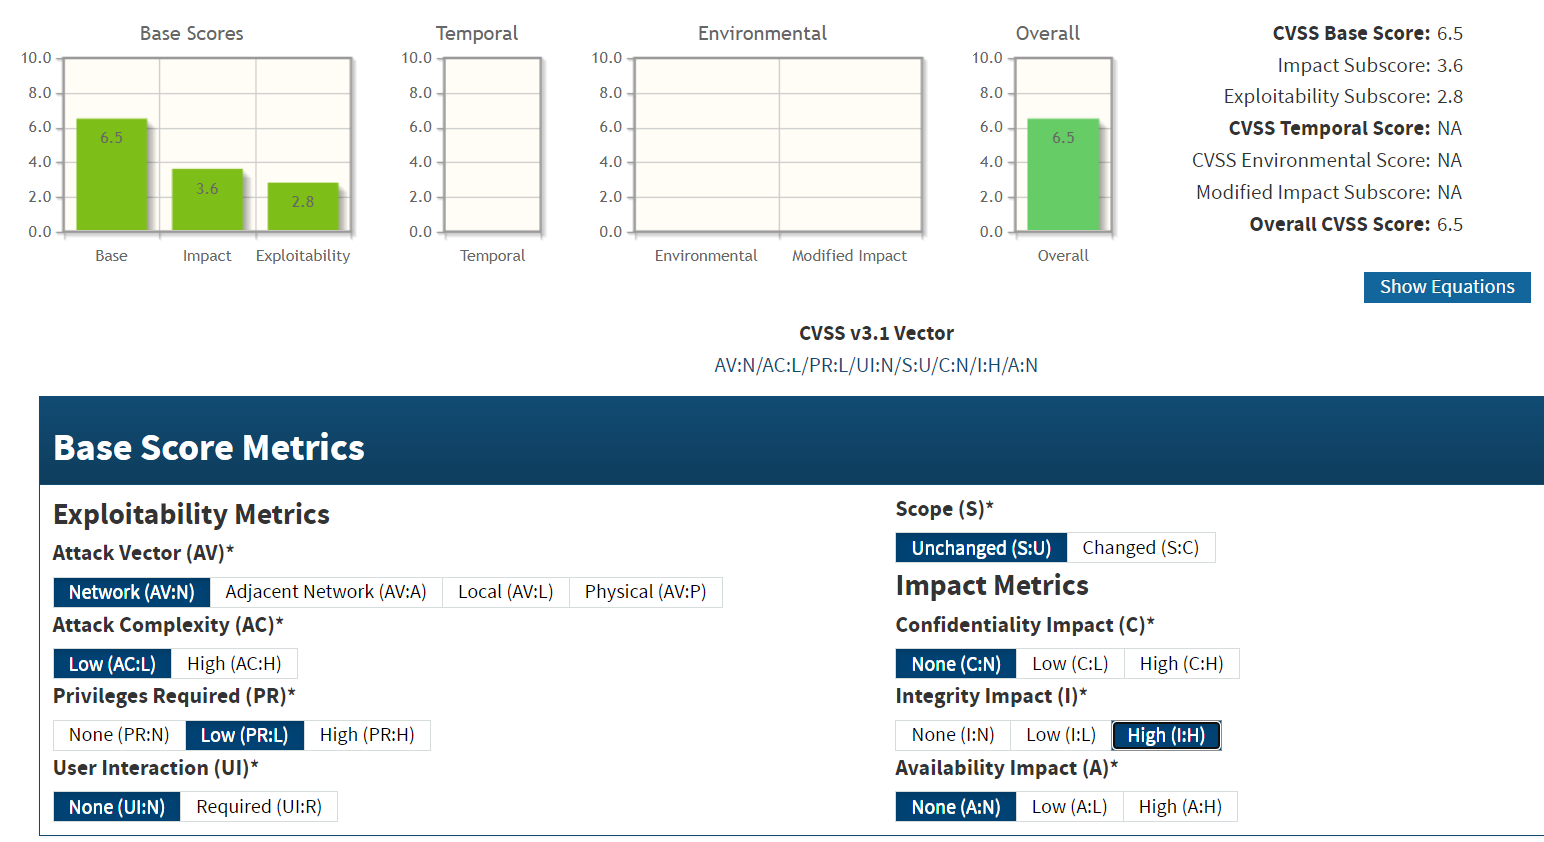 Base Scores
10.0
8.0
6.0
4.0
2.0
0.0
6.5
3.6
2.8
Base Impact Exploitability
Temporal
10.0
8.0
6.0
4.0
2.0
0.0
Temporal
Environmental
10.0
8.0
6.0
4.0
2.0
0.0
Environmental Modified Impact
Overall
10.0
8.0
6.0
4.0
2.0
0.0
6.5
Overall
CVSS Base Score: 6.5
Impact Subscore: 3.6
Exploitability Subscore: 2.8
CVSS Temporal Score: NA
CVSS Environmental Score: NA
Modified Impact Subscore: NA
Overall CVSS Score: 6.5
Show Equations
CVSS v3.1 Vector
AV:N/AC:L/PR:L/UI:N/S:U/C:N/I:H/A:N
Base Score Metrics
Exploitability Metrics
Attack Vector (AV)*
Network (AV:N) Adjacent Network (AV:A) Local (AV:L) Physical (AV:P)
Attack Complexity (AC)*
Low (AC:L) High (AC:H)
Privileges Required (PR)*
None (PR:N) Low (PR:L) High (PR:H)
User Interaction (UI)*
None (UI:N) Required (UI:R)
Scope (S)*
Unchanged (S:U) Changed (S:C)
Impact Metrics
Confidentiality Impact (C)*
None (C:N) Low (C:L) High (C:H)
Integrity Impact (I)*
None (I:N) Low (I:L) High (I:H)
Availability Impact (A)*
None (A:N) Low (A:L) High (A:H)